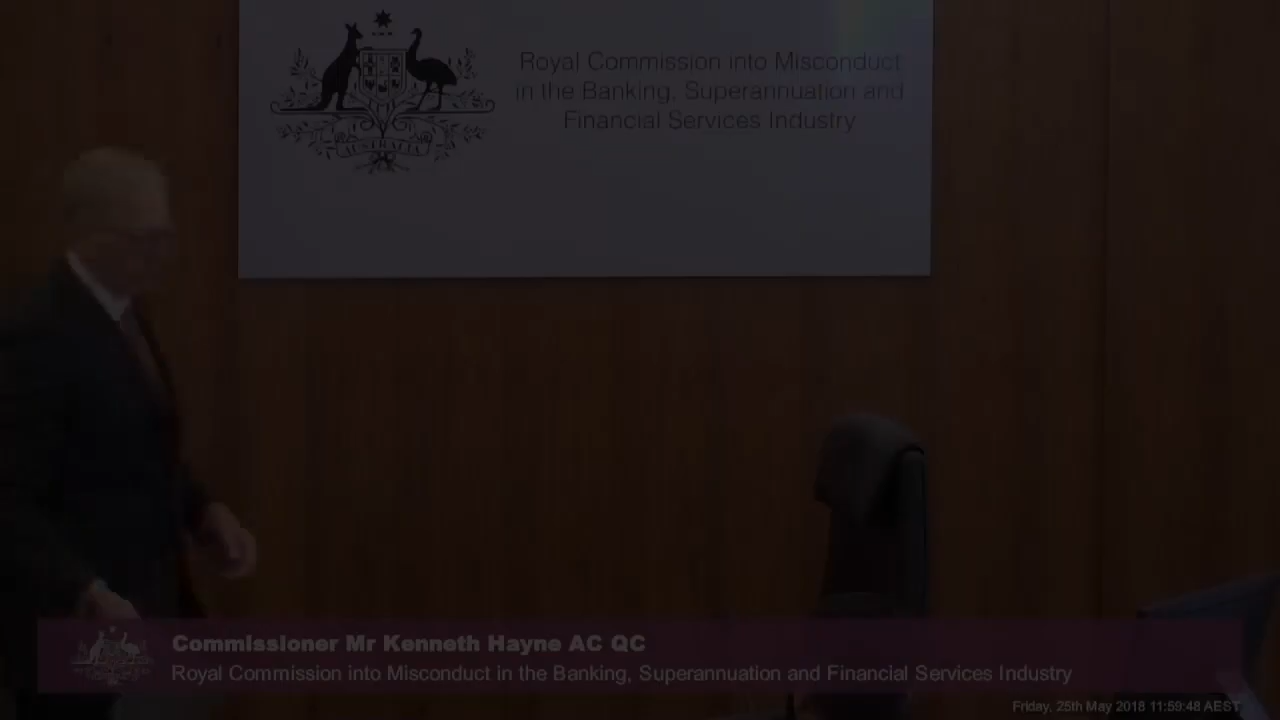 Royal Commission into Misconduct
in the Banking, Superannuation and
Financial Services Industry
AUSTRALIA
Commissioner Mr Kenneth Hayne AC QC
Royal Commission into Misconduct in the Banking, Superannuation and Financial Services Industry
Friday, 25th May 2018 11:59:48 AEST